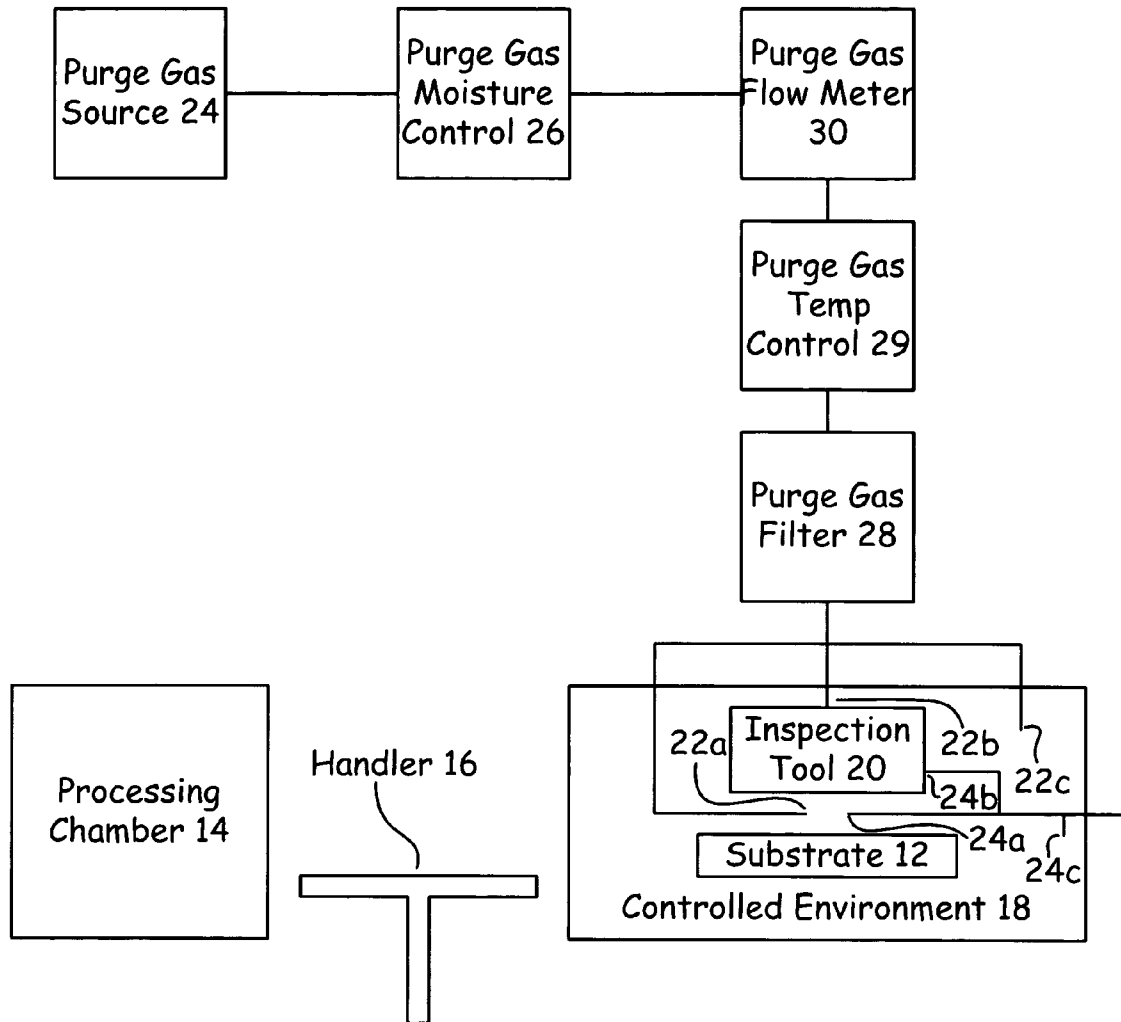 Purge Gas
Source 24
Purge Gas
Moisture
Control 26
Purge Gas
Flow Meter
30
Purge Gas
Temp
Control 29
Purge Gas
Filter 28
Processing
Chamber 14
Handler 16
22a
Inspection
Tool 20
22b
22c
24b
24a
24c
Substrate 12
Controlled Environment 18